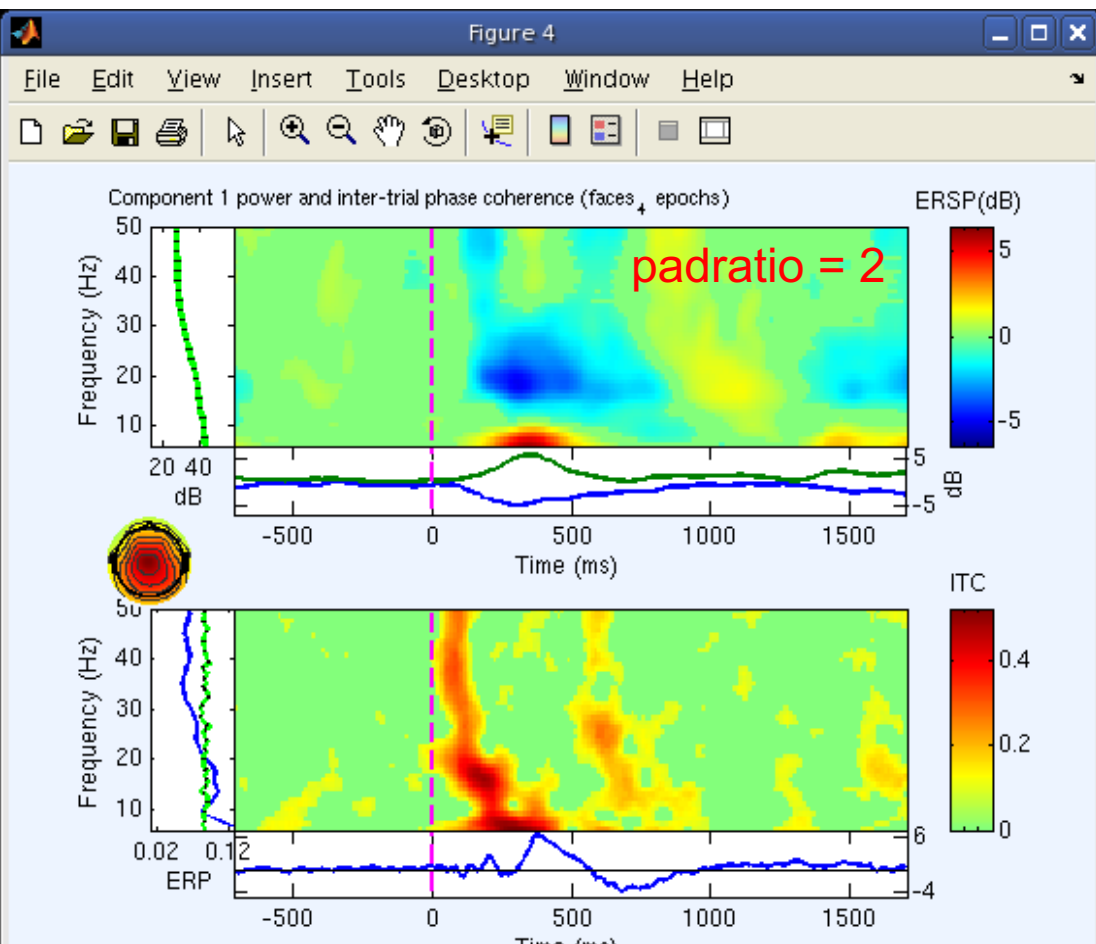 Figure 4
File Edit View Insert Tools Desktop Window Help
Component 1 power and inter-trial phase coherence (faces4 epochs)
ERSP(dB)
padratio = 2
50
40
30
20
10
Frequency (Hz)
5
0
-5
20 40
dB
5
-5
dB
-500 0 500 1000 1500
Time (ms)
ITC
50
40
30
20
10
Frequency (Hz)
0.4
0.2
0
0.02 0.12
ERP
6
-4
-500 0 500 1000 1500
Time (ms)